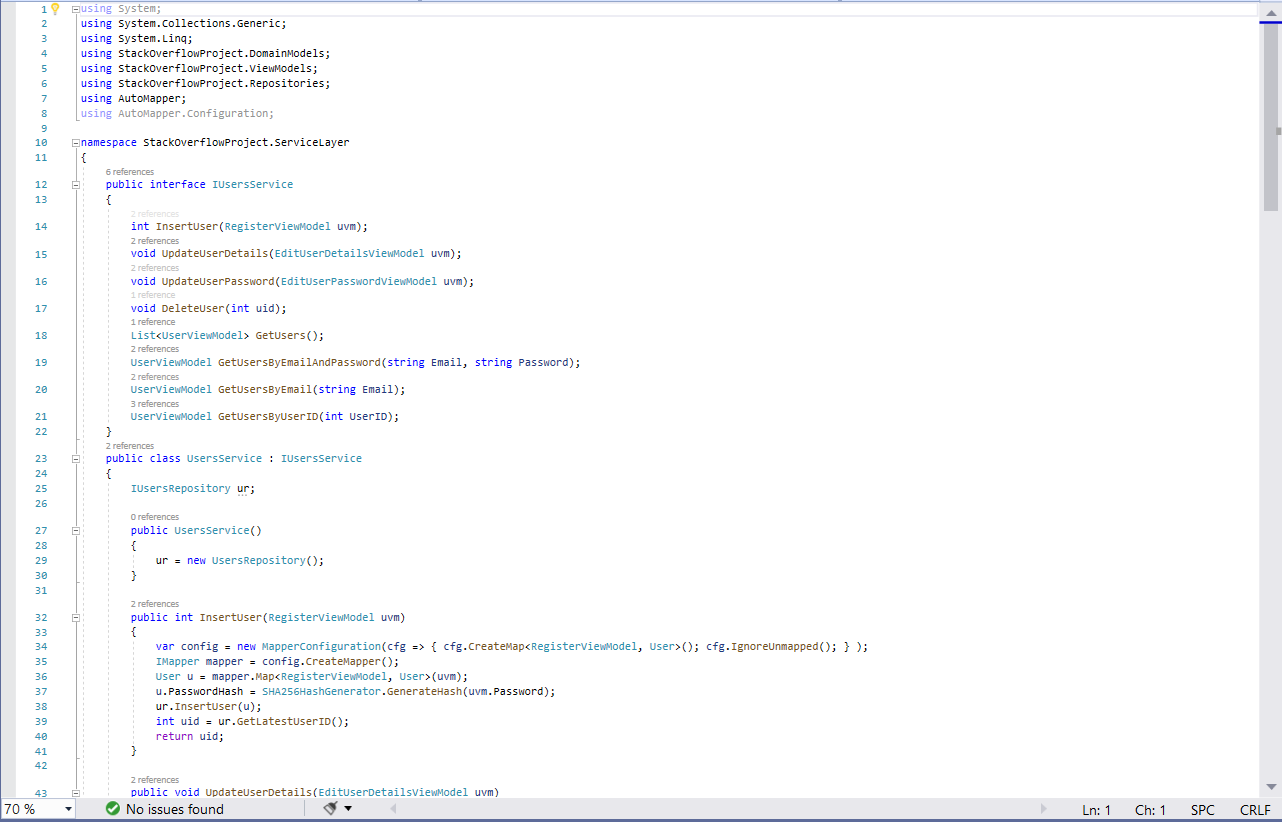 1 using System;
2 using System.Collections.Generic;
3 using System.Linq;
4 using StackOverflowProject.DomainModels;
5 using StackOverflowProject.ViewModels;
6 using StackOverflowProject.Repositories;
7 using AutoMapper;
8 using AutoMapper.Configuration;
9
10 namespace StackOverflowProject.ServiceLayer
11 {
6 references
12 public interface IUsersService
13 {
2 references
14 int InsertUser(RegisterViewModel uvm);
2 references
15 void UpdateUserDetails(EditUserDetailsViewModel uvm);
2 references
16 void UpdateUserPassword(EditUserPasswordViewModel uvm);
1 reference
17 void DeleteUser(int uid);
1 reference
18 List<UserViewModel> GetUsers();
2 references
19 UserViewModel GetUsersByEmailAndPassword(string Email, string Password);
2 references
20 UserViewModel GetUsersByEmail(string Email);
3 references
21 UserViewModel GetUsersByUserID(int UserID);
22 }
2 references
23 public class UsersService : IUsersService
24 {
25 IUsersRepository ur;
26
0 references
27 public UsersService()
28 {
29 ur = new UsersRepository();
30 }
31
2 references
32 public int InsertUser(RegisterViewModel uvm)
33 {
34 var config = new MapperConfiguration(cfg => { cfg.CreateMap<RegisterViewModel, User>(); cfg.IgnoreUnmapped(); } );
35 IMapper mapper = config.CreateMapper();
36 User u = mapper.Map<RegisterViewModel, User>(uvm);
37 u.PasswordHash = SHA256HashGenerator.GenerateHash(uvm.Password);
38 ur.InsertUser(u);
39 int uid = ur.GetLatestUserID();
40 return uid;
41 }
42
2 references
43 public void UpdateUserDetails(EditUserDetailsViewModel uvm)
70 % No issues found Ln: 1 Ch: 1 SPC CRLF